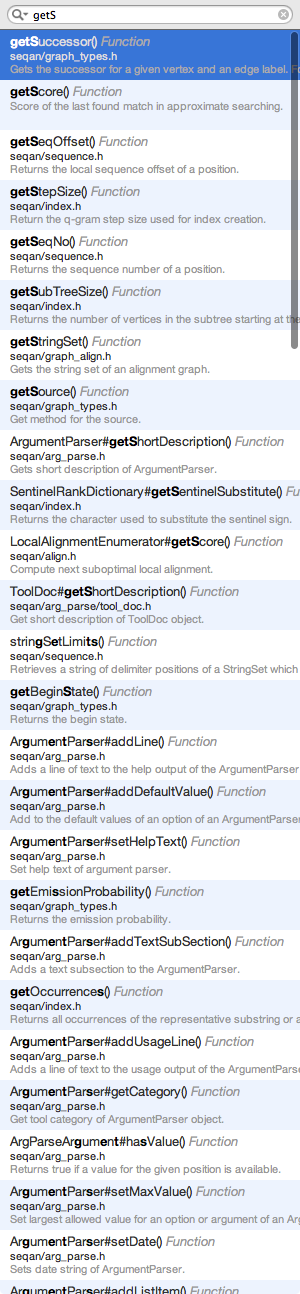 getS
getSuccessor() Function
seqan/graph_types.h
Gets the successor for a given vertex and an edge label. Fo
getScore() Function
Score of the last found match in approximate searching.
getSeqOffset() Function
seqan/sequence.h
Returns the local sequence offset of a position.
getStepSize() Function
seqan/index.h
Return the q-gram step size used for index creation.
getSeqNo() Function
seqan/sequence.h
Returns the sequence number of a position.
getSubTreeSize() Function
seqan/index.h
Returns the number of vertices in the subtree starting at the
getStringSet() Function
seqan/graph_align.h
Gets the string set of an alignment graph.
getSource() Function
seqan/graph_types.h
Get method for the source.
ArgumentParser#getShortDescription() Function
seqan/arg_parse.h
Gets short description of ArgumentParser.
SentinelRankDictionary#getSentinelSubstitute() Fu
seqan/index.h
Returns the character used to substitute the sentinel sign.
LocalAlignmentEnumerator#getScore() Function
seqan/align.h
Compute next suboptimal local alignment.
ToolDoc#getShortDescription() Function
seqan/arg_parse/tool_doc.h
Get short description of ToolDoc object.
stringSetLimits() Function
seqan/sequence.h
Retrieves a string of delimiter positions of a StringSet which
getBeginState() Function
seqan/graph_types.h
Returns the begin state.
ArgumentParser#addLine() Function
seqan/arg_parse.h
Adds a line of text to the help output of the ArgumentParser
ArgumentParser#addDefaultValue() Function
seqan/arg_parse.h
Add to the default values of an option of an ArgumentParser
ArgumentParser#setHelpText() Function
seqan/arg_parse.h
Set help text of argument parser.
getEmissionProbability() Function
seqan/graph_types.h
Returns the emission probability.
ArgumentParser#addTextSubSection() Function
seqan/arg_parse.h
Adds a text subsection to the ArgumentParser.
getOccurrences() Function
seqan/index.h
Returns all occurrences of the representative substring or a
ArgumentParser#addUsageLine() Function
seqan/arg_parse.h
Adds a line of text to the usage output of the ArgumentParse
ArgumentParser#getCategory() Function
seqan/arg_parse.h
Get tool category of ArgumentParser object.
ArgParseArgument#hasValue() Function
seqan/arg_parse.h
Returns true if a value for the given position is available.
ArgumentParser#setMaxValue() Function
seqan/arg_parse.h
Set largest allowed value for an option or argument of an Arg
ArgumentParser#setDate() Function
seqan/arg_parse.h
Sets date string of ArgumentParser.
ArgumentParser#addListItem() Function